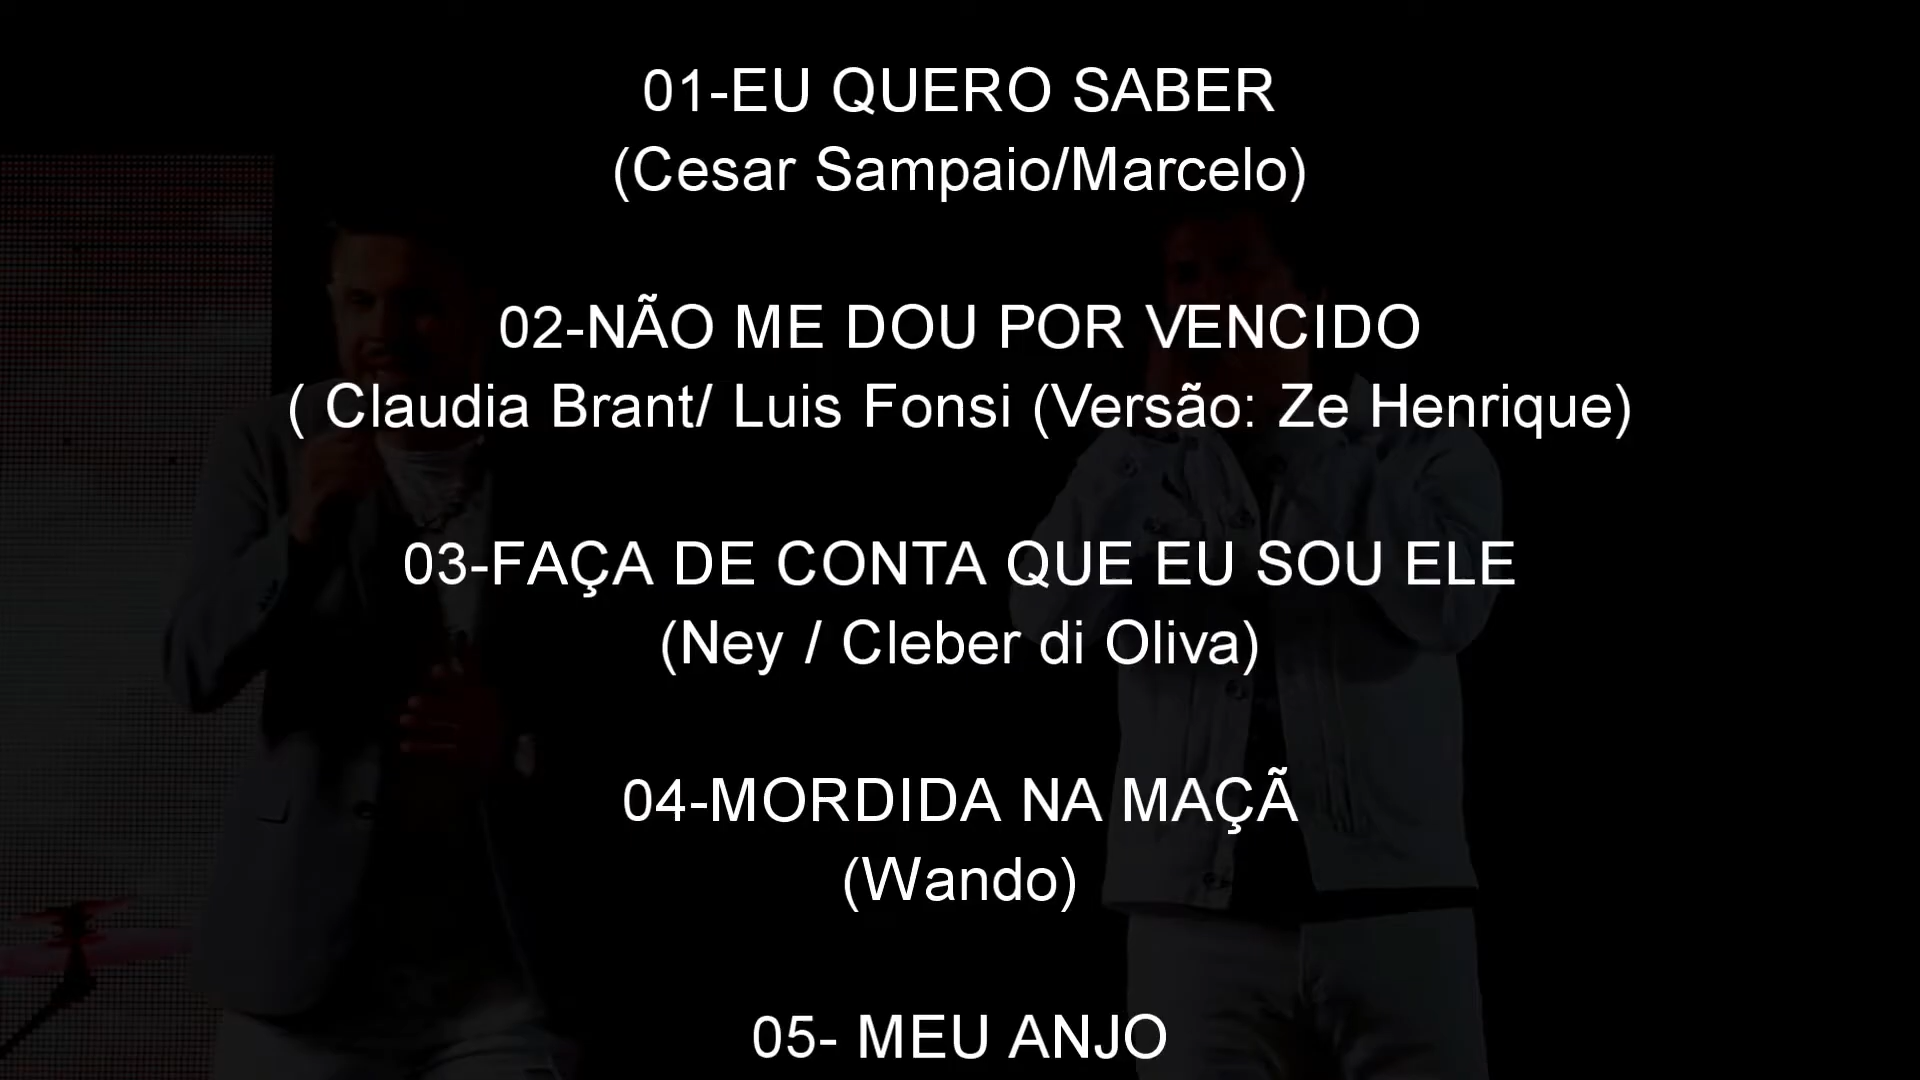 01-EU QUERO SABER
(Cesar Sampaio/Marcelo)
02-NÃO ME DOU POR VENCIDO
( Claudia Brant/ Luis Fonsi (Versão: Ze Henrique)
03-FAÇA DE CONTA QUE EU SOU ELE
(Ney / Cleber di Oliva)
04-MORDIDA NA MAÇÃ
(Wando)
05- MEU ANJO